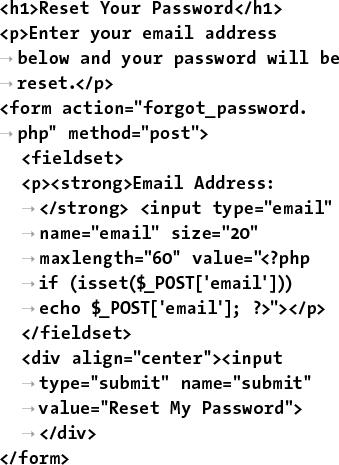 <h1>Reset Your Password</h1>
<p>Enter your email address
→ below and your password will be
→ reset.</p>
<form action="forgot_password.
→ php" method="post">
<fieldset>
<p><strong>Email Address:
→ </strong> <input type="email"
→ name="email" size="20"
→ maxlength="60" value="<?php
→ if (isset($_POST['email']))
→ echo $_POST['email']; ?>"></p>
</fieldset>
<div align="center"><input
→ type="submit" name="submit"
→ value="Reset My Password">
→ </div>
</form>